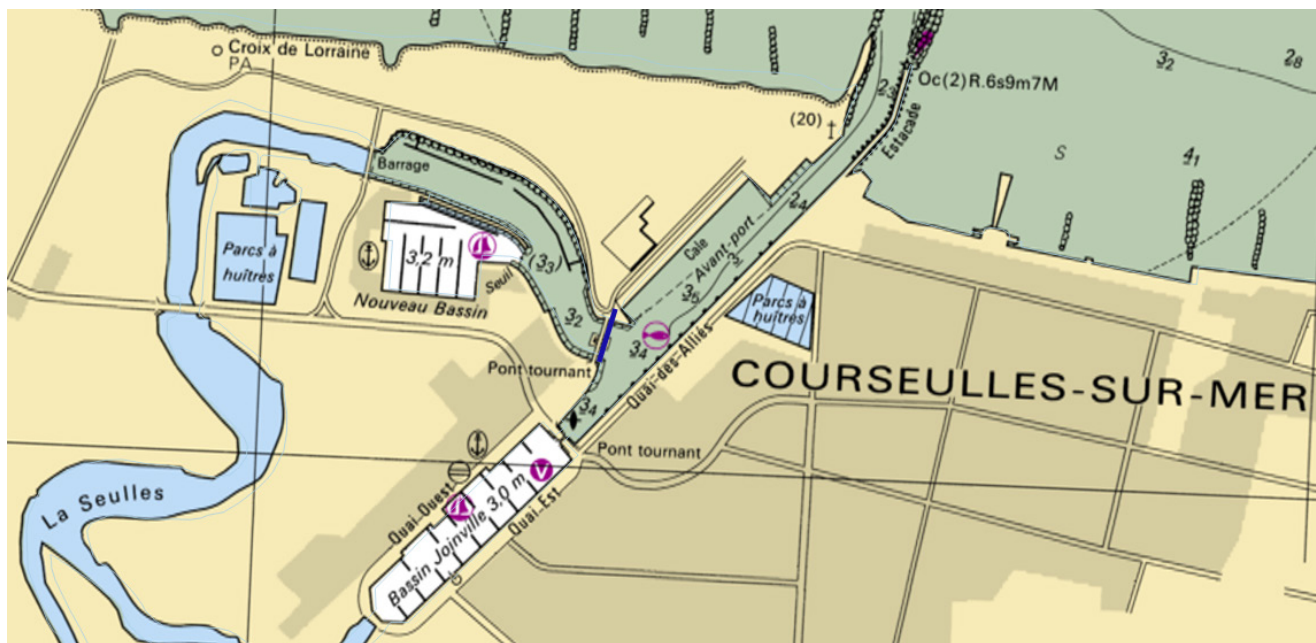 Croix de Lorraine
PA
Oc(2)R.6s9m7M
3₂
2₈
2
(20)
Estacade
S
4₁
Barrage
2₄
Cale
Avant-port
3
Parcs à
huîtres
3,2 m
(3₃)
Seuil
Nouveau Bassin
3₅
Parcs à
huîtres
3₂
3₄
Pont tournant
Quai-des-Alliés
COURSEULLES-SUR-MER
3₄
Pont tournant
V
La Seulles
Quai-Ouest
Bassin Joinville 3,0 m
Quai-Est